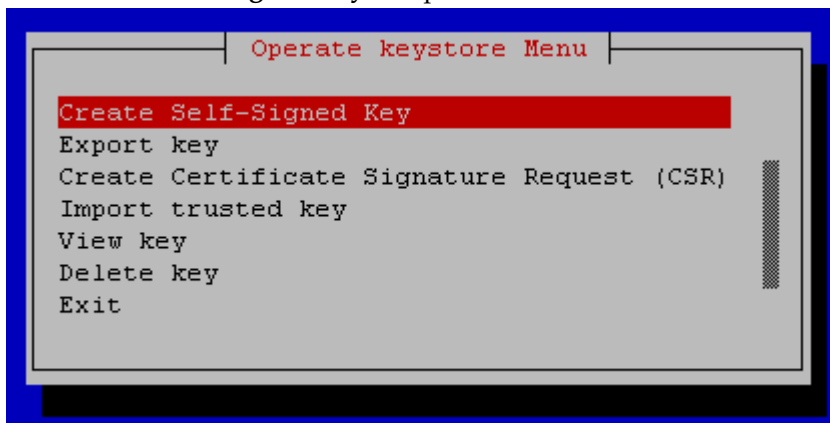 Operate keystore Menu
Create Self-Signed Key
Export key
Create Certificate Signature Request (CSR)
Import trusted key
View key
Delete key
Exit